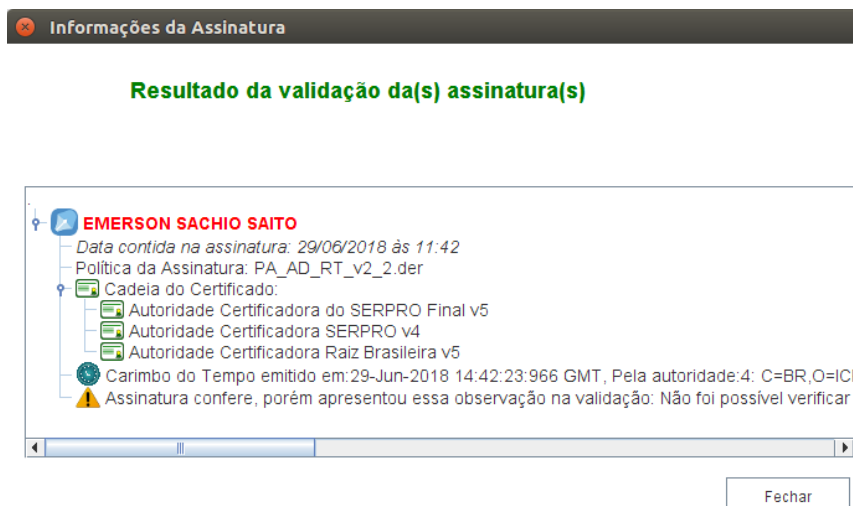 Informações da Assinatura
Resultado da validação da(s) assinatura(s)
EMERSON SACHIO SAITO
Data contida na assinatura: 29/06/2018 às 11:42
Política da Assinatura: PA_AD_RT_v2_2.der
Cadeia do Certificado:
Autoridade Certificadora do SERPRO Final v5
Autoridade Certificadora SERPRO v4
Autoridade Certificadora Raiz Brasileira v5
Carimbo do Tempo emitido em:29-Jun-2018 14:42:23:966 GMT, Pela autoridade:4: C=BR,O=ICI
Assinatura confere, porém apresentou essa observação na validação: Não foi possível verificar
Fechar